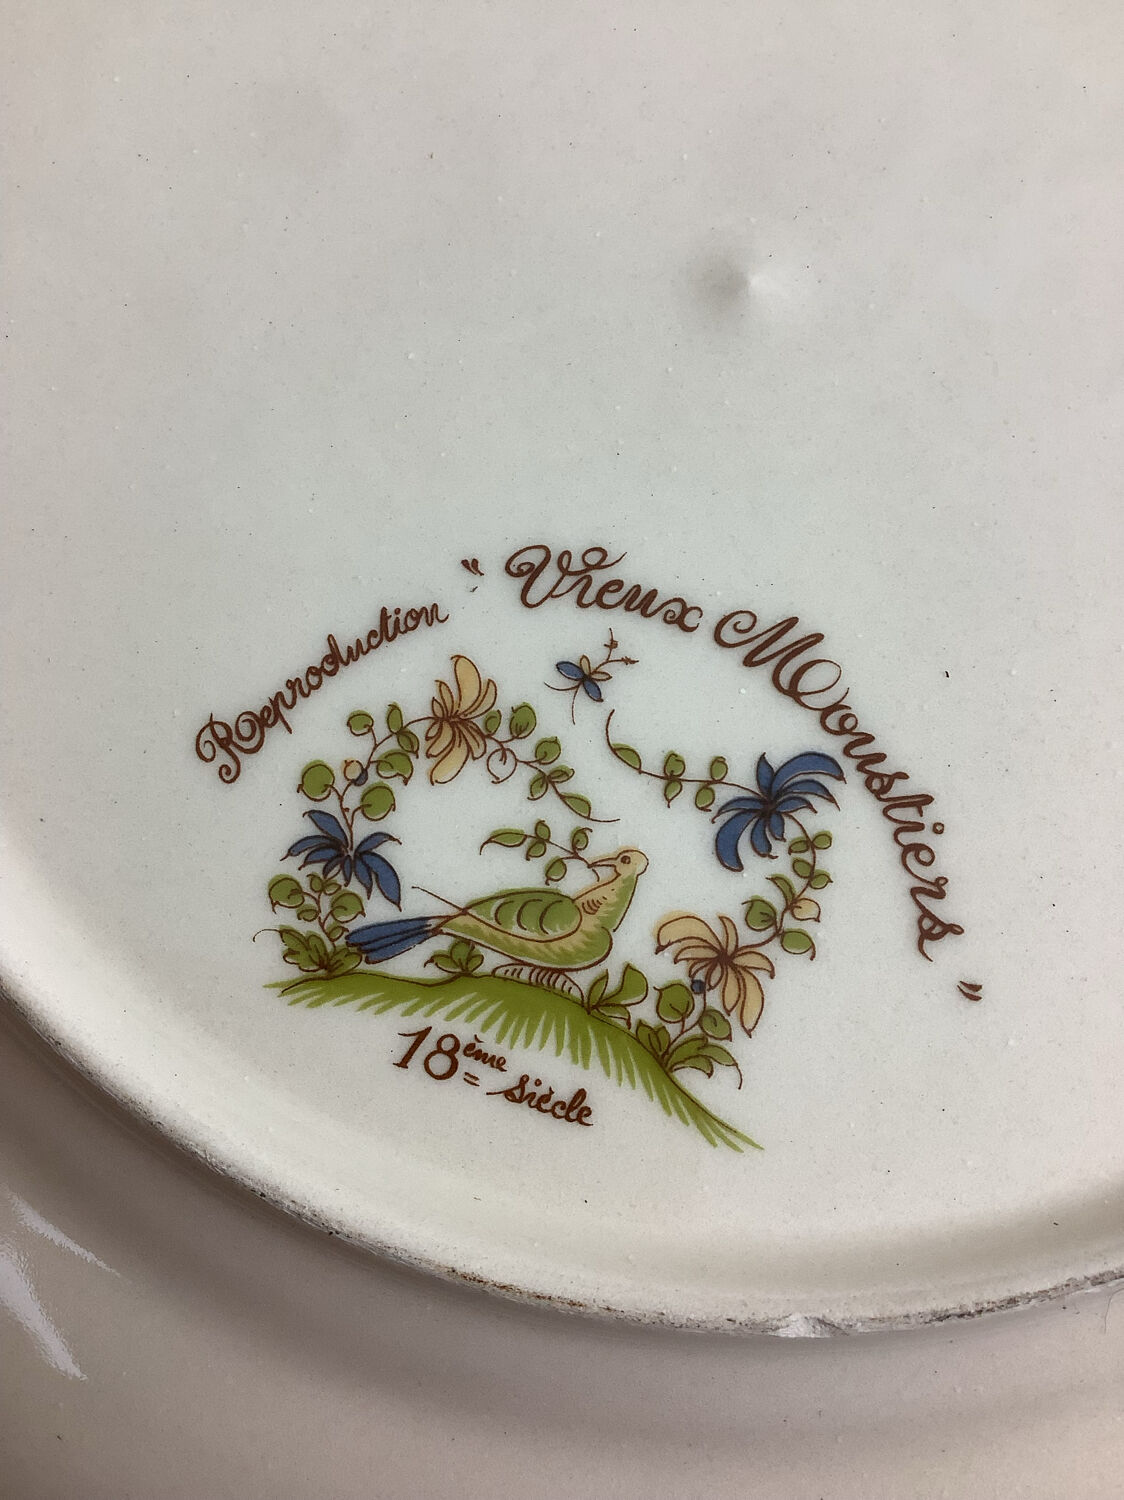 Reproduction " Vieux Moustiers "
18ème siècle